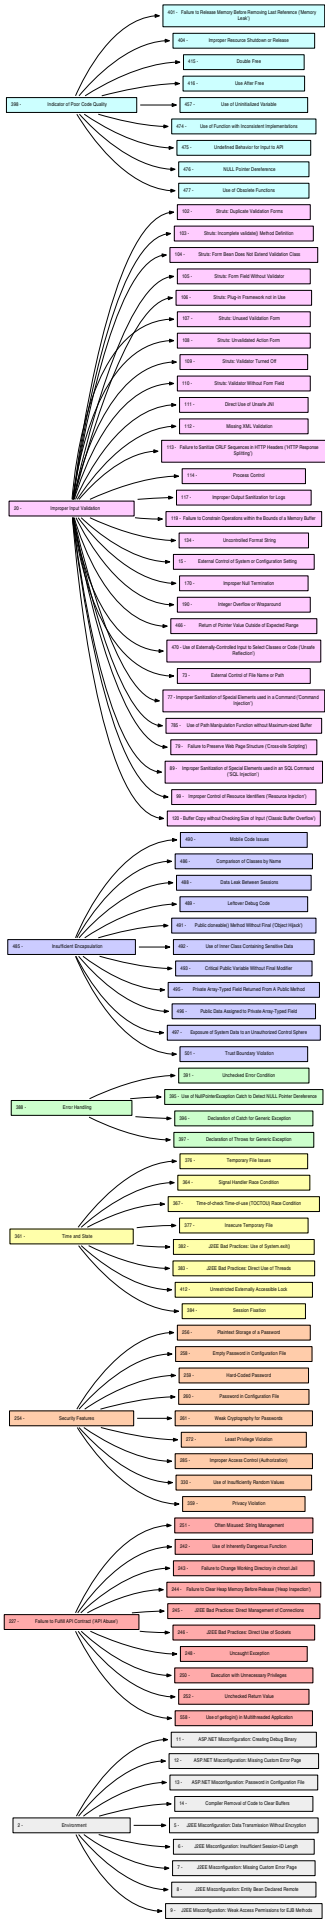 401 - Failure to Release Memory Before Removing Last Reference ('Memory
Leak')
404 - Improper Resource Shutdown or Release
415 - Double Free
416 - Use After Free
398 - Indicator of Poor Code Quality
457 - Use of Uninitialized Variable
474 - Use of Function with Inconsistent Implementations
475 - Undefined Behavior for Input to API
476 - NULL Pointer Dereference
477 - Use of Obsolete Functions
102 - Struts: Duplicate Validation Forms
103 - Struts: Incomplete validate() Method Definition
104 - Struts: Form Bean Does Not Extend Validation Class
105 - Struts: Form Field Without Validator
106 - Struts: Plug-in Framework not in Use
107 - Struts: Unused Validation Form
108 - Struts: Unvalidated Action Form
109 - Struts: Validator Turned Off
110 - Struts: Validator Without Form Field
111 - Direct Use of Unsafe JNI
112 - Missing XML Validation
113 - Failure to Sanitize CRLF Sequences in HTTP Headers ('HTTP Response
Splitting')
114 - Process Control
117 - Improper Output Sanitization for Logs
20 - Improper Input Validation
119 - Failure to Constrain Operations within the Bounds of a Memory Buffer
134 - Uncontrolled Format String
15 - External Control of System or Configuration Setting
170 - Improper Null Termination
190 - Integer Overflow or Wraparound
466 - Return of Pointer Value Outside of Expected Range
470 - Use of Externally-Controlled Input to Select Classes or Code ('Unsafe
Reflection')
73 - External Control of File Name or Path
77 - Improper Sanitization of Special Elements used in a Command ('Command
Injection')
785 - Use of Path Manipulation Function without Maximum-sized Buffer
79 - Failure to Preserve Web Page Structure ('Cross-site Scripting')
89 - Improper Sanitization of Special Elements used in an SQL Command
('SQL Injection')
99 - Improper Control of Resource Identifiers ('Resource Injection')
120 - Buffer Copy without Checking Size of Input ('Classic Buffer Overflow')
490 - Mobile Code Issues
486 - Comparison of Classes by Name
488 - Data Leak Between Sessions
489 - Leftover Debug Code
491 - Public cloneable() Method Without Final ('Object Hijack')
485 - Insufficient Encapsulation
492 - Use of Inner Class Containing Sensitive Data
493 - Critical Public Variable Without Final Modifier
495 - Private Array-Typed Field Returned From A Public Method
496 - Public Data Assigned to Private Array-Typed Field
497 - Exposure of System Data to an Unauthorized Control Sphere
501 - Trust Boundary Violation
391 - Unchecked Error Condition
395 - Use of NullPointerException Catch to Detect NULL Pointer Dereference
388 - Error Handling
396 - Declaration of Catch for Generic Exception
397 - Declaration of Throws for Generic Exception
376 - Temporary File Issues
364 - Signal Handler Race Condition
367 - Time-of-check Time-of-use (TOCTOU) Race Condition
377 - Insecure Temporary File
361 - Time and State
382 - J2EE Bad Practices: Use of System.exit()
383 - J2EE Bad Practices: Direct Use of Threads
412 - Unrestricted Externally Accessible Lock
384 - Session Fixation
256 - Plaintext Storage of a Password
258 - Empty Password in Configuration File
259 - Hard-Coded Password
260 - Password in Configuration File
254 - Security Features
261 - Weak Cryptography for Passwords
272 - Least Privilege Violation
285 - Improper Access Control (Authorization)
330 - Use of Insufficiently Random Values
359 - Privacy Violation
251 - Often Misused: String Management
242 - Use of Inherently Dangerous Function
243 - Failure to Change Working Directory in chroot Jail
244 - Failure to Clear Heap Memory Before Release ('Heap Inspection')
245 - J2EE Bad Practices: Direct Management of Connections
227 - Failure to Fulfill API Contract ('API Abuse')
246 - J2EE Bad Practices: Direct Use of Sockets
248 - Uncaught Exception
250 - Execution with Unnecessary Privileges
252 - Unchecked Return Value
558 - Use of getlogin() in Multithreaded Application
11 - ASP.NET Misconfiguration: Creating Debug Binary
12 - ASP.NET Misconfiguration: Missing Custom Error Page
13 - ASP.NET Misconfiguration: Password in Configuration File
14 - Compiler Removal of Code to Clear Buffers
2 - Environment
5 - J2EE Misconfiguration: Data Transmission Without Encryption
6 - J2EE Misconfiguration: Insufficient Session-ID Length
7 - J2EE Misconfiguration: Missing Custom Error Page
8 - J2EE Misconfiguration: Entity Bean Declared Remote
9 - J2EE Misconfiguration: Weak Access Permissions for EJB Methods